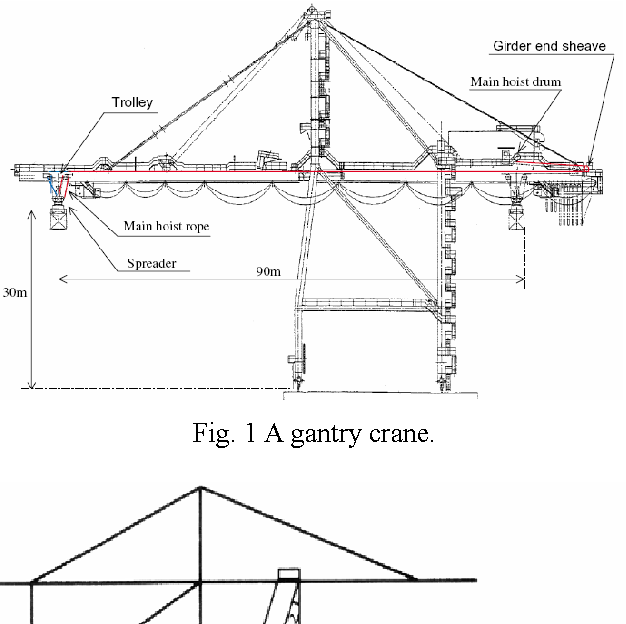 Girder end sheave
Main hoist drum
Trolley
Main hoist rope
Spreader
90m
30m
Fig. 1 A gantry crane.